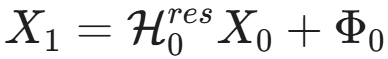 $X_1 = \mathcal{H}_0^{res} X_0 + \Phi_0$